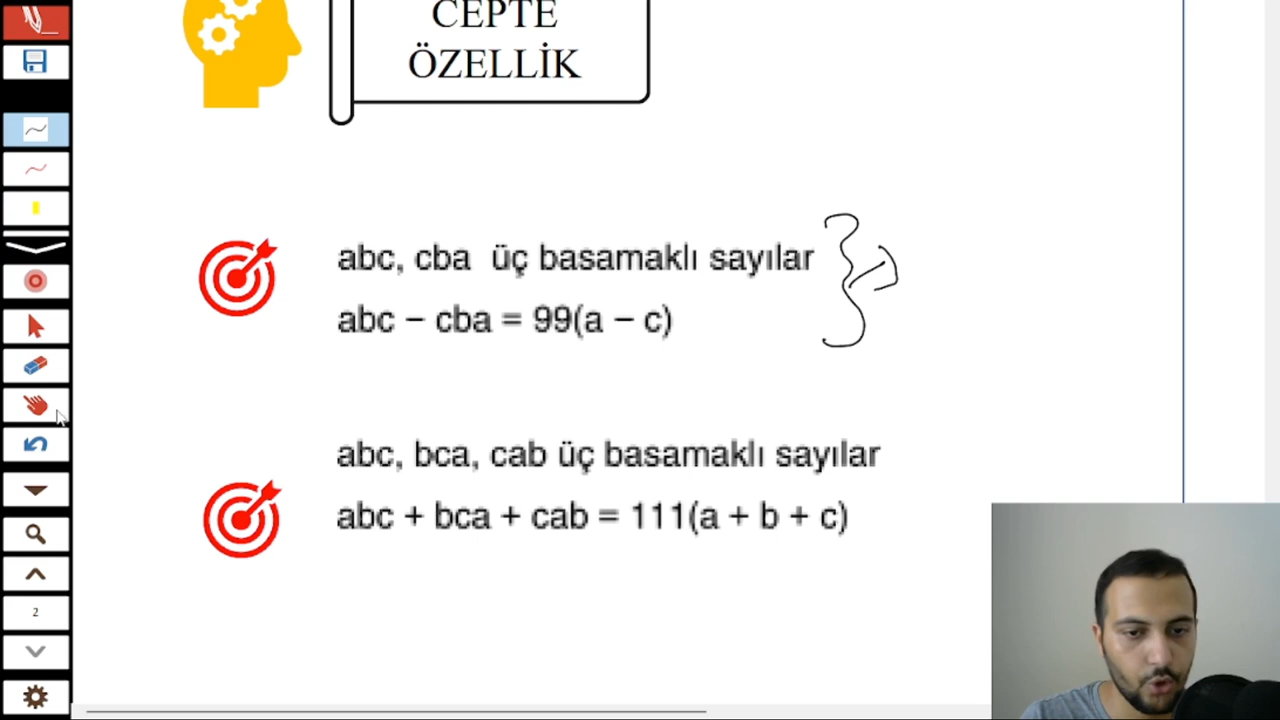 CEPTE
ÖZELLİK
abc, cba üç basamaklı sayılar
abc − cba = 99(a − c)
abc, bca, cab üç basamaklı sayılar
abc + bca + cab = 111(a + b + c)
2